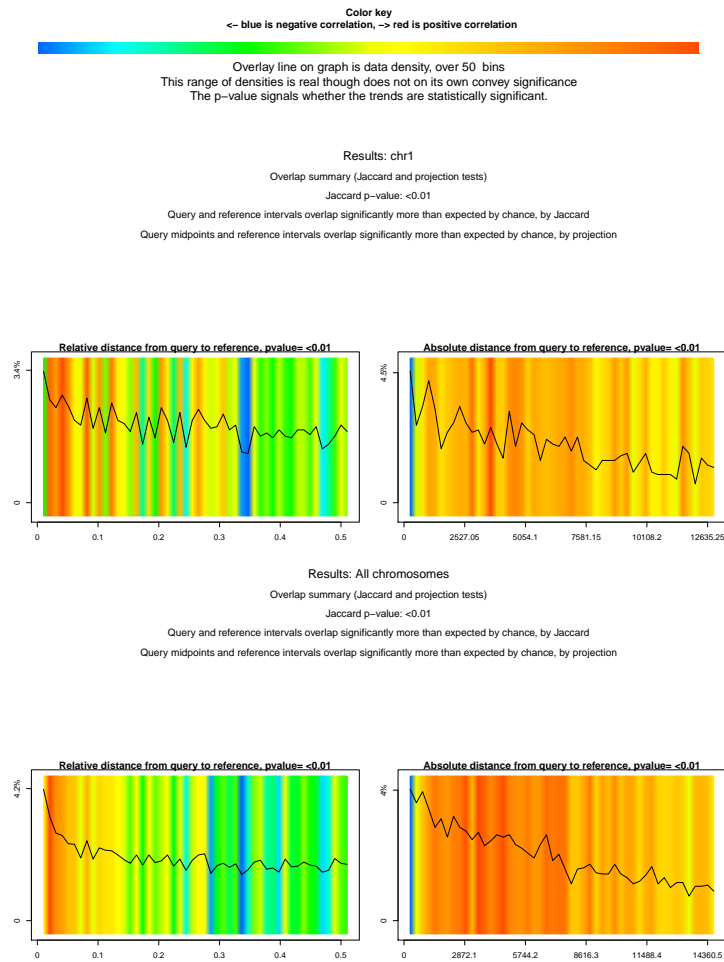 Color key
<− blue is negative correlation, −> red is positive correlation
Overlay line on graph is data density, over 50 bins
This range of densities is real though does not on its own convey significance
The p−value signals whether the trends are statistically significant.
Results: chr1
Overlap summary (Jaccard and projection tests)
Jaccard p−value: <0.01
Query and reference intervals overlap significantly more than expected by chance, by Jaccard
Query midpoints and reference intervals overlap significantly more than expected by chance, by projection
Relative distance from query to reference, pvalue= <0.01
3.4%
0
0 0.1 0.2 0.3 0.4 0.5
Absolute distance from query to reference, pvalue= <0.01
4.5%
0
0 2527.05 5054.1 7581.15 10108.2 12635.25
Results: All chromosomes
Overlap summary (Jaccard and projection tests)
Jaccard p−value: <0.01
Query and reference intervals overlap significantly more than expected by chance, by Jaccard
Query midpoints and reference intervals overlap significantly more than expected by chance, by projection
Relative distance from query to reference, pvalue= <0.01
4.2%
0
0 0.1 0.2 0.3 0.4 0.5
Absolute distance from query to reference, pvalue= <0.01
4%
0
0 2872.1 5744.2 8616.3 11488.4 14360.5